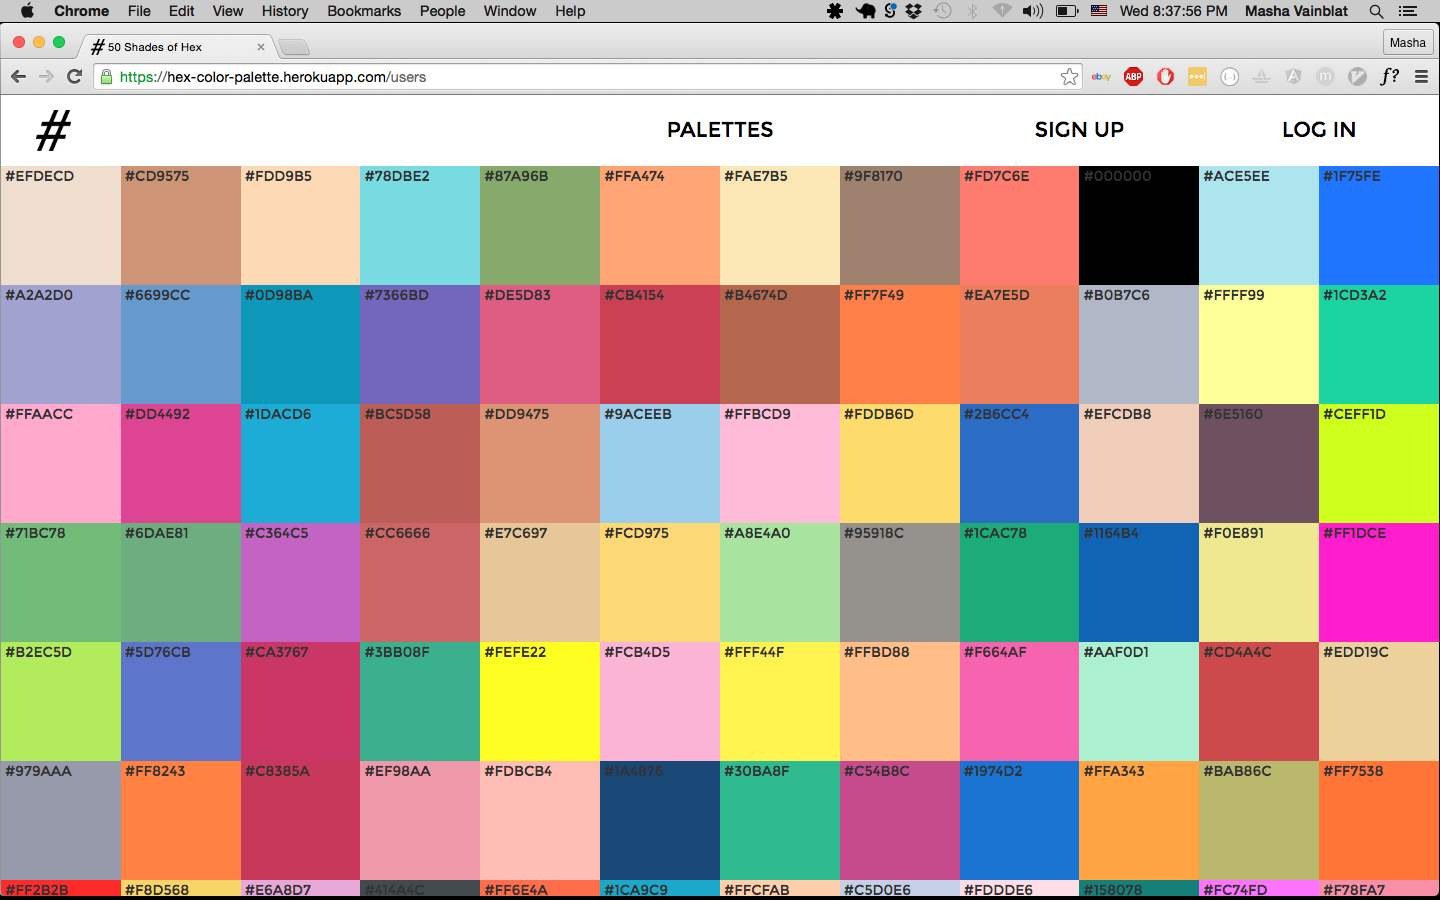 Chrome File Edit View History Bookmarks People Window Help Wed 8:37:56 PM Masha Vainblat
# 50 Shades of Hex Masha
https://hex-color-palette.herokuapp.com/users ebay ABP m f?
# PALETTES SIGN UP LOG IN
#EFDECD #CD9575 #FDD9B5 #78DBE2 #87A96B #FFA474 #FAE7B5 #9F8170 #FD7C6E #000000 #ACE5EE #1F75FE
#A2A2D0 #6699CC #0D98BA #7366BD #DE5D83 #CB4154 #B4674D #FF7F49 #EA7E5D #B0B7C6 #FFFF99 #1CD3A2
#FFAACC #DD4492 #1DACD6 #BC5D58 #DD9475 #9ACEEB #FFBCD9 #FDDB6D #2B6CC4 #EFCDB8 #6E5160 #CEFF1D
#71BC78 #6DAE81 #C364C5 #CC6666 #E7C697 #FCD975 #A8E4A0 #95918C #1CAC78 #1164B4 #F0E891 #FF1DCE
#B2EC5D #5D76CB #CA3767 #3BB08F #FEFE22 #FCB4D5 #FFF44F #FFBD88 #F664AF #AAF0D1 #CD4A4C #EDD19C
#979AAA #FF8243 #C8385A #EF98AA #FDBCB4 #1A4876 #30BA8F #C54B8C #1974D2 #FFA343 #BAB86C #FF7538
#FF2B2B #F8D568 #E6A8D7 #414A4C #FF6E4A #1CA9C9 #FFCFAB #C5D0E6 #FDDDE6 #158078 #FC74FD #F78FA7